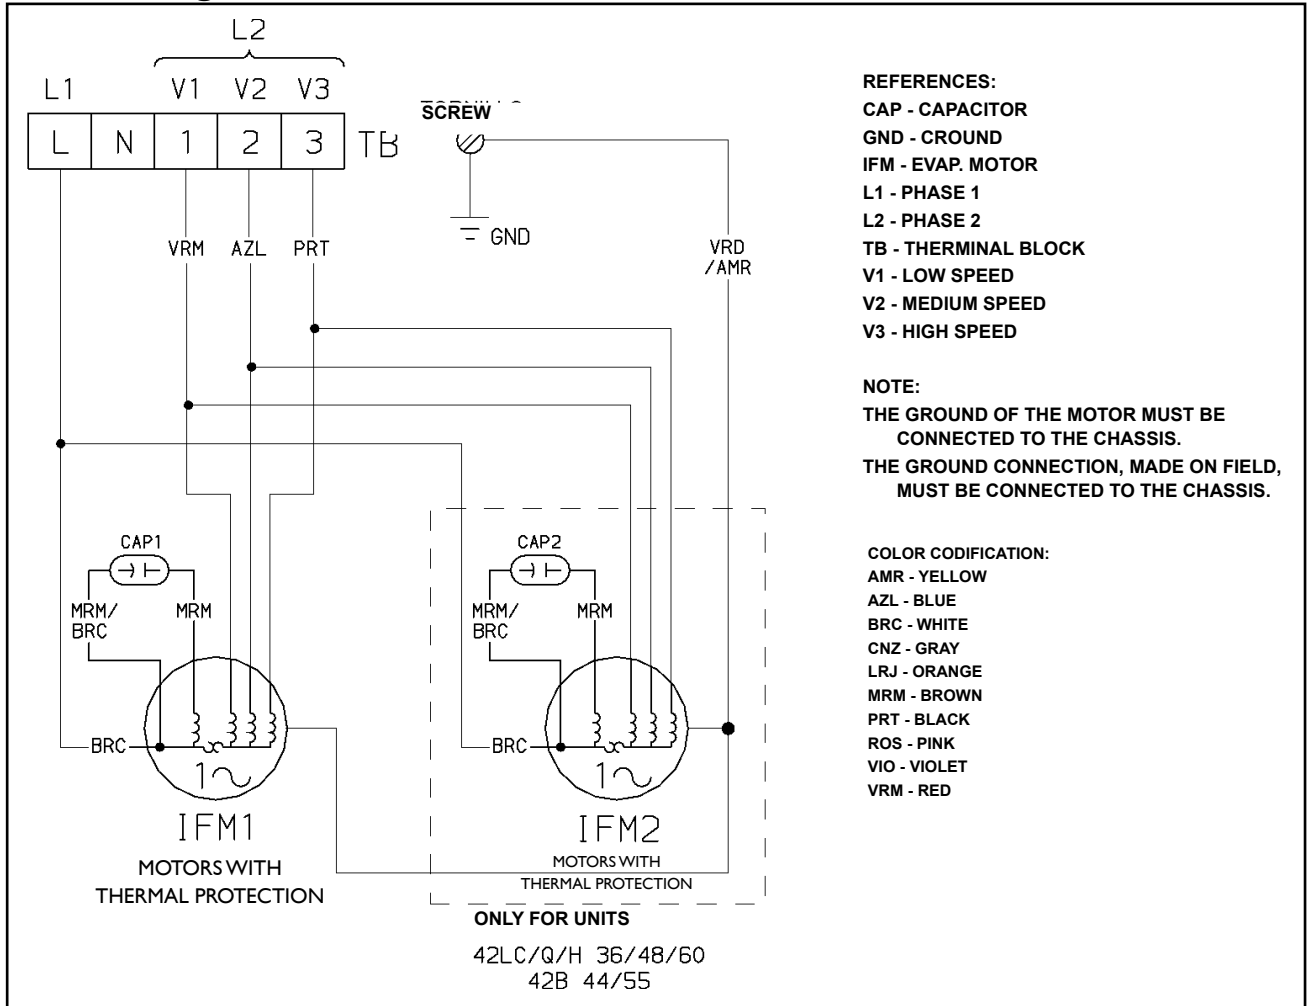 L2
L1 V1 V2 V3
L N 1 2 3 TB
SCREW
GND
VRM AZL PRT
VRD
/AMR
CAP1
MRM/
BRC
MRM
BRC
1
IFM1
MOTORS WITH
THERMAL PROTECTION
CAP2
MRM/
BRC
MRM
BRC
1
IFM2
MOTORS WITH
THERMAL PROTECTION
ONLY FOR UNITS
42LC/Q/H 36/48/60
42B 44/55
REFERENCES:
CAP - CAPACITOR
GND - CROUND
IFM - EVAP. MOTOR
L1 - PHASE 1
L2 - PHASE 2
TB - THERMINAL BLOCK
V1 - LOW SPEED
V2 - MEDIUM SPEED
V3 - HIGH SPEED
NOTE:
THE GROUND OF THE MOTOR MUST BE
CONNECTED TO THE CHASSIS.
THE GROUND CONNECTION, MADE ON FIELD,
MUST BE CONNECTED TO THE CHASSIS.
COLOR CODIFICATION:
AMR - YELLOW
AZL - BLUE
BRC - WHITE
CNZ - GRAY
LRJ - ORANGE
MRM - BROWN
PRT - BLACK
ROS - PINK
VIO - VIOLET
VRM - RED